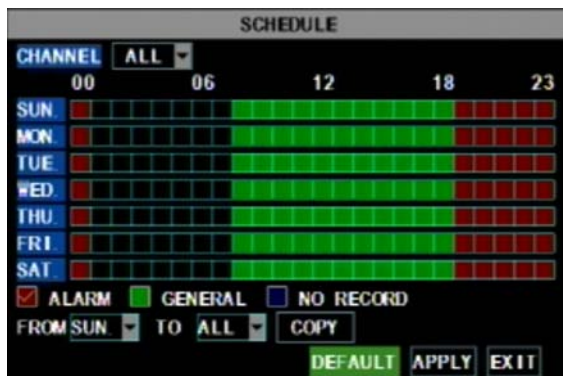 SCHEDULE
CHANNEL ALL
00 06 12 18 23
SUN.
MON.
TUE.
WED.
THU.
FRI.
SAT.
ALARM GENERAL NO RECORD
FROM SUN. TO ALL COPY
DEFAULT APPLY EXIT